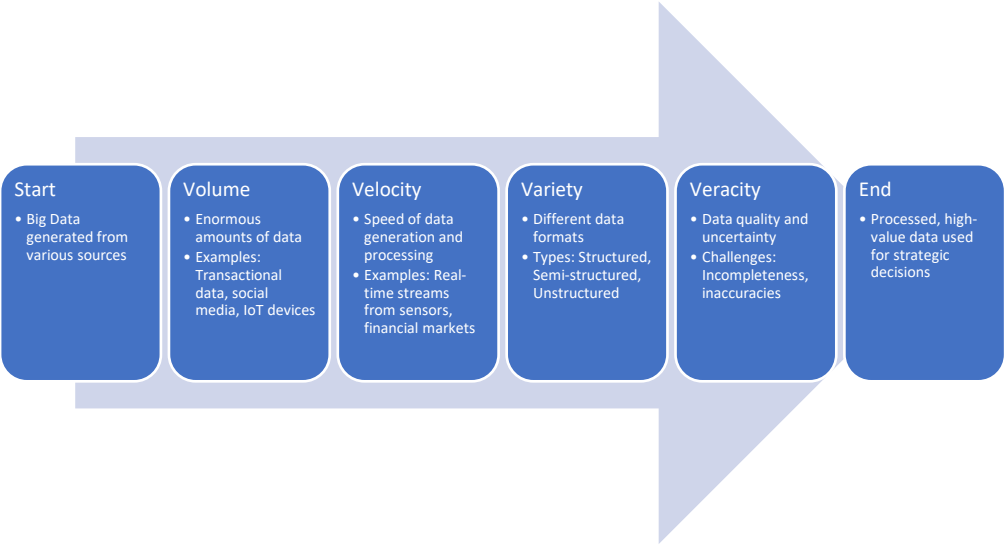 Start
• Big Data
generated from
various sources
Volume
• Enormous
amounts of data
• Examples:
Transactional
data, social
media, IoT devices
Velocity
• Speed of data
generation and
processing
• Examples: Real-
time streams
from sensors,
financial markets
Variety
• Different data
formats
• Types: Structured,
Semi-structured,
Unstructured
Veracity
• Data quality and
uncertainty
• Challenges:
Incompleteness,
inaccuracies
End
• Processed, high-
value data used
for strategic
decisions